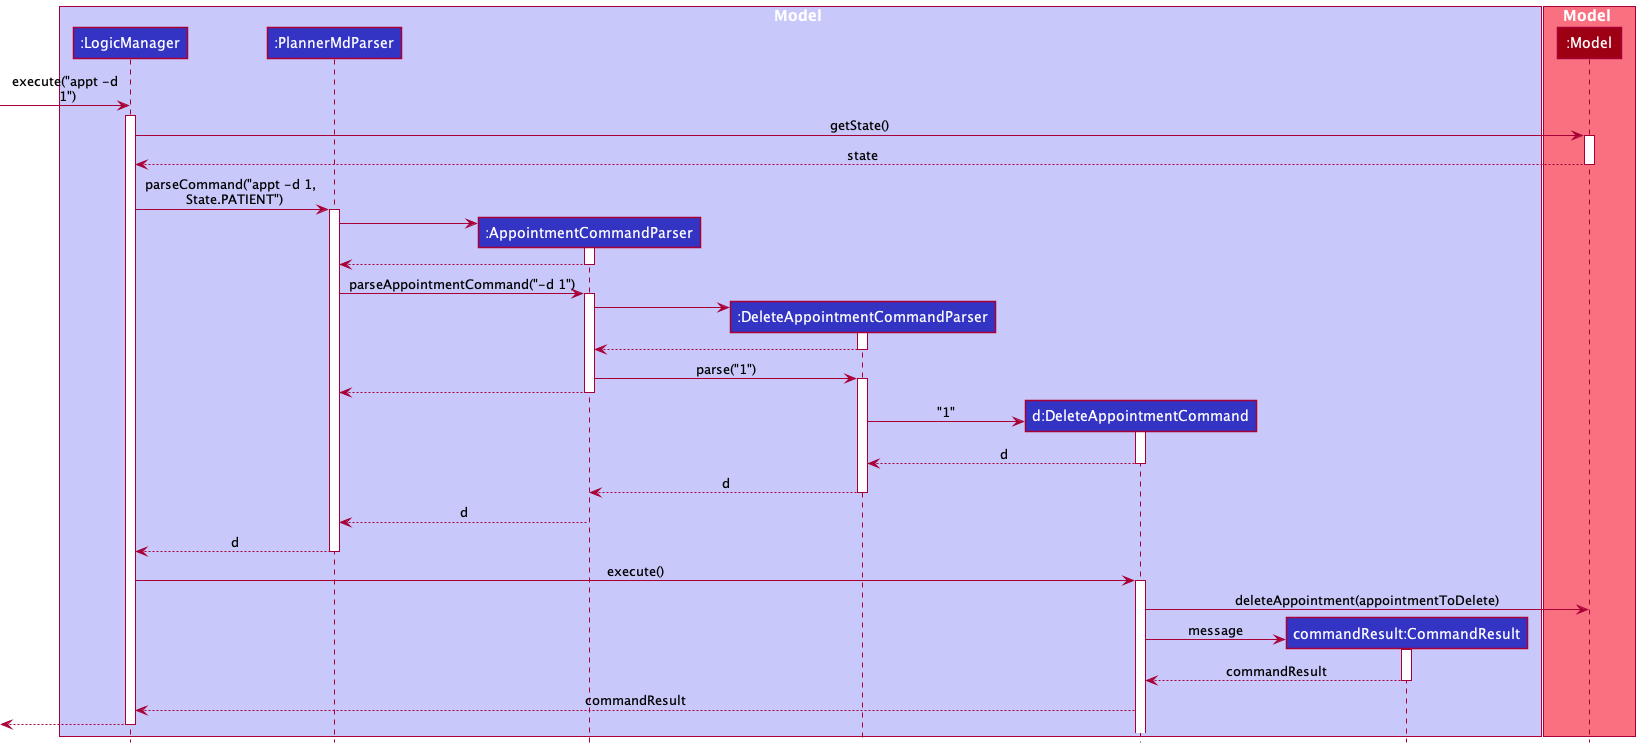 Model
Model
:LogicManager
:PlannerMdParser
:Model
execute("appt -d
1")
getState()
state
parseCommand("appt -d 1,
State.PATIENT")
:AppointmentCommandParser
parseAppointmentCommand("-d 1")
:DeleteAppointmentCommandParser
parse("1")
"1"
d:DeleteAppointmentCommand
d
d
d
d
execute()
deleteAppointment(appointmentToDelete)
message
commandResult:CommandResult
commandResult
commandResult